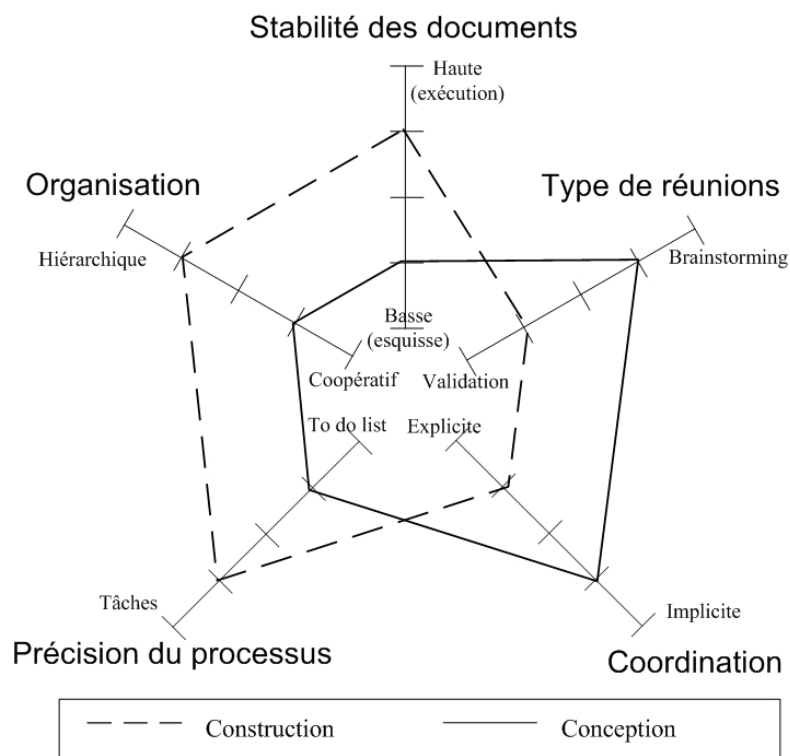 Stabilité des documents
Haute
(exécution)
Organisation
Type de réunions
Hiérarchique
Brainstorming
Basse
(esquisse)
Coopératif
Validation
To do list
Explicite
Tâches
Implicite
Précision du processus
Coordination
Construction
Conception